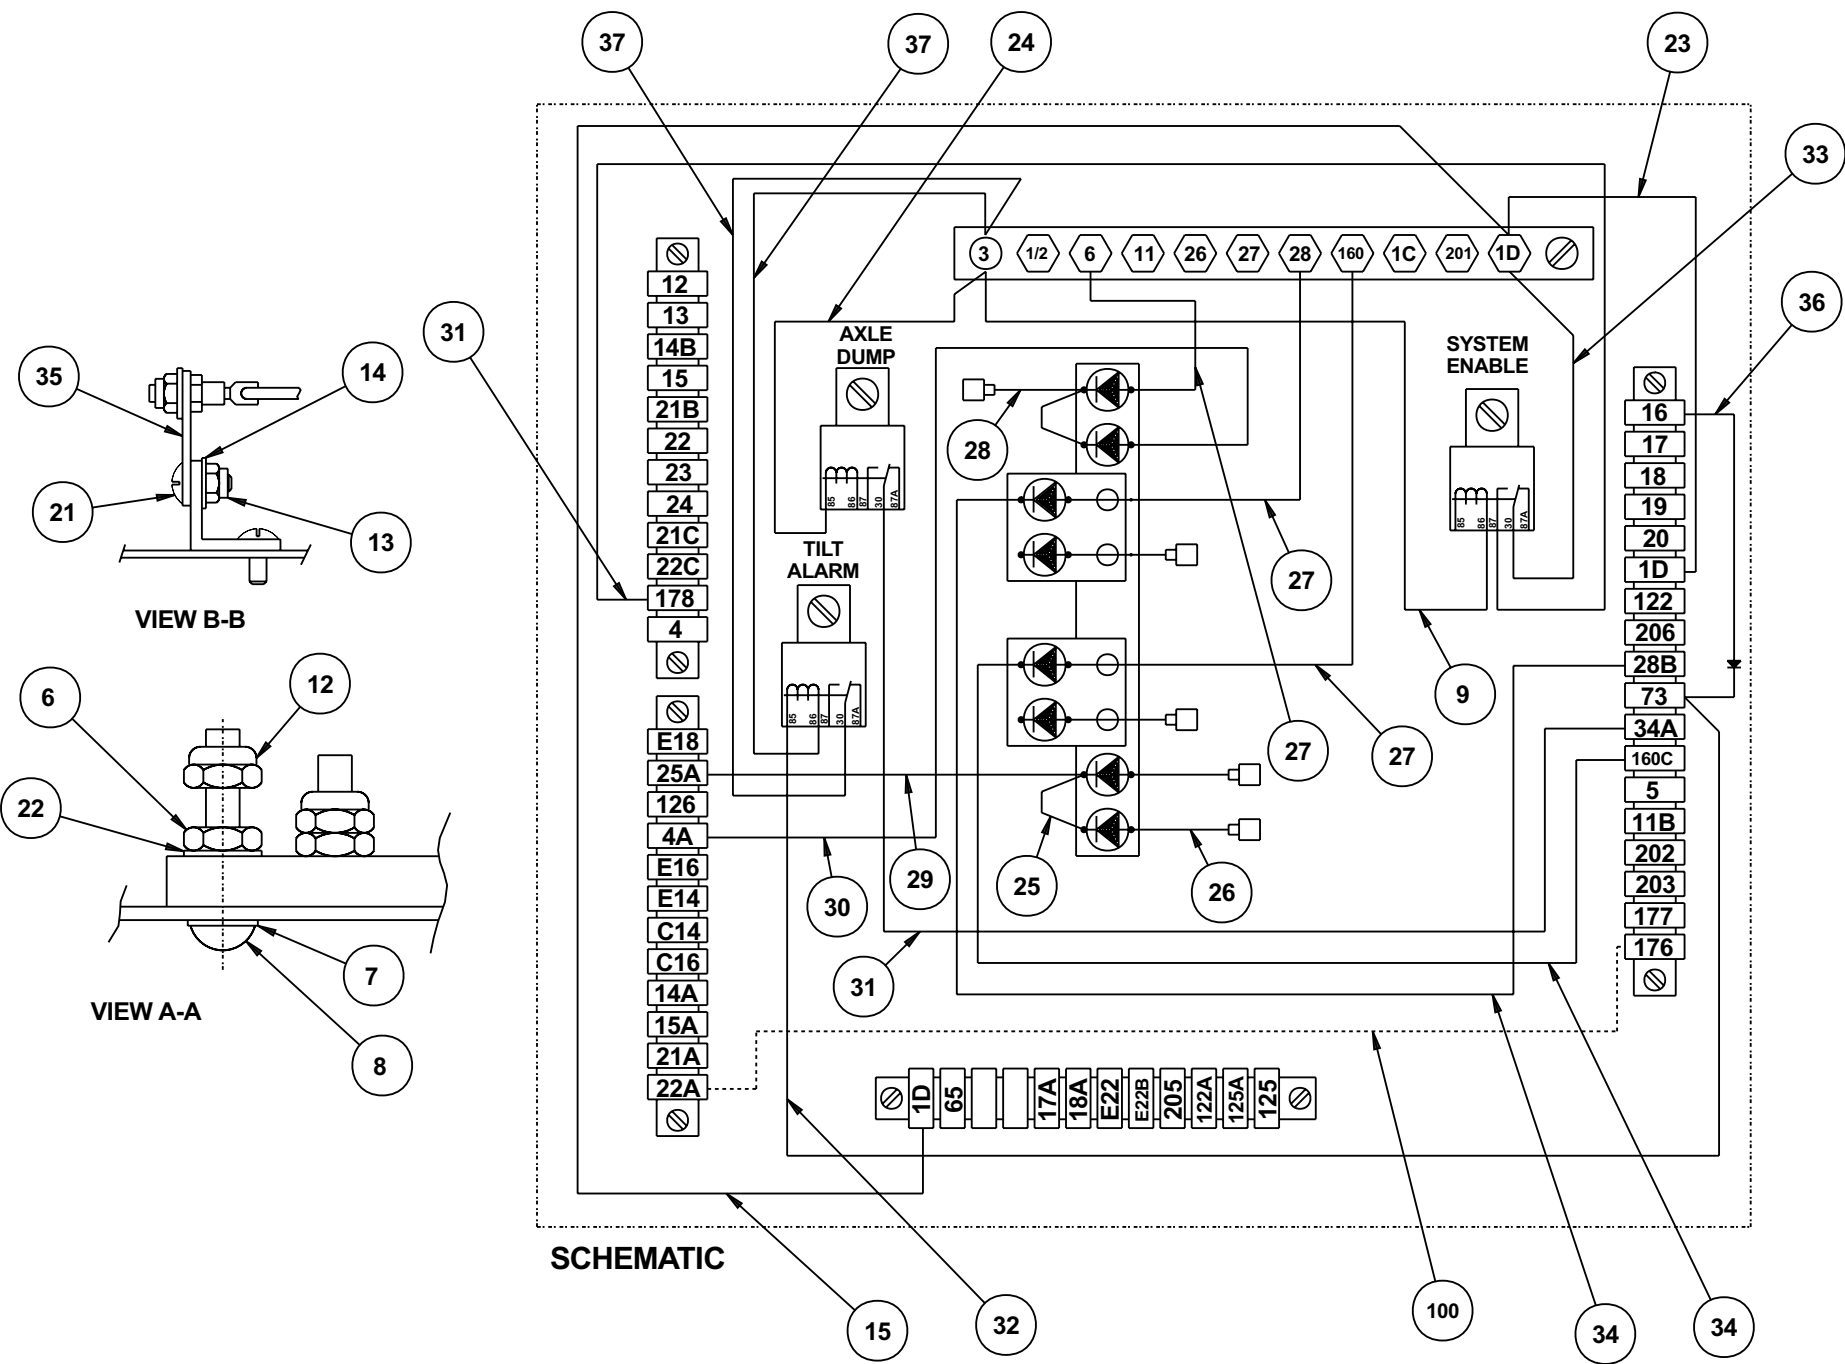 37
37
24
23
33
36
31
35
14
21
13
VIEW B-B
6
12
22
7
8
VIEW A-A
3
1/2
6
11
26
27
28
160
1C
201
1D
12
13
14B
15
21B
22
23
24
21C
22C
178
4
AXLE
DUMP
85
86
87
30
87A
TILT
ALARM
85
86
87
30
87A
SYSTEM
ENABLE
85
86
87
30
87A
28
27
27
27
9
25
26
29
30
31
E18
25A
126
4A
E16
E14
C14
C16
14A
15A
21A
22A
16
17
18
19
20
1D
122
206
28B
73
34A
160C
5
11B
202
203
177
176
1D
65
17A
18A
E22
E22B
205
122A
125A
125
SCHEMATIC
15
32
100
34
34